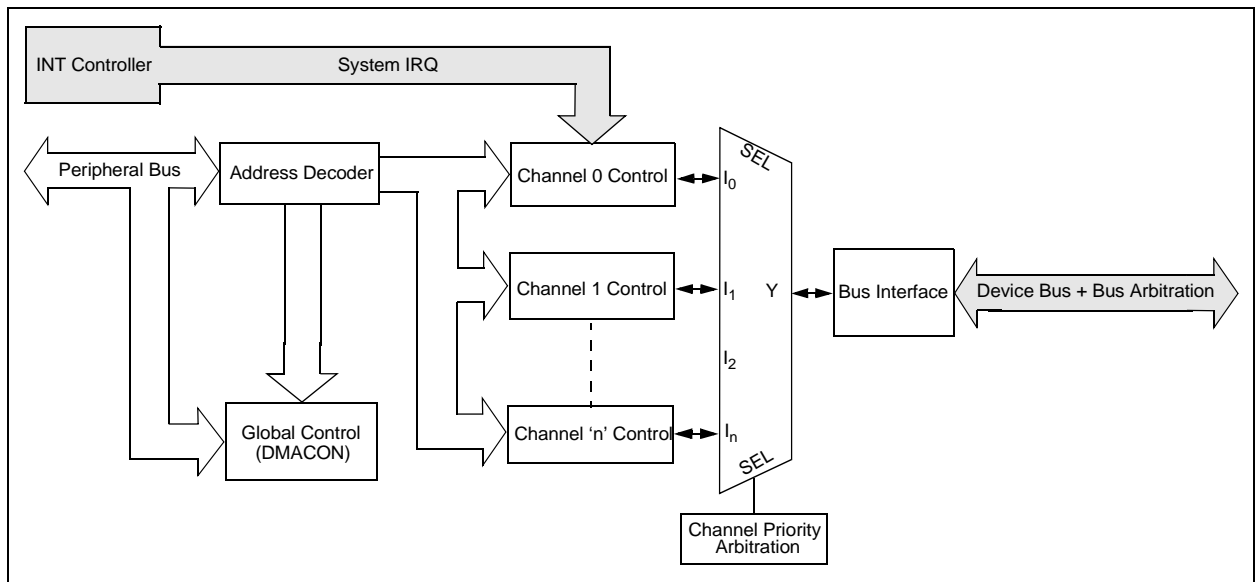 INT Controller
System IRQ
Peripheral Bus
Address Decoder
Channel 0 Control
SEL
I0
Channel 1 Control
I1
Y
Bus Interface
Device Bus + Bus Arbitration
I2
Global Control
(DMACON)
Channel ‘n’ Control
In
SEL
Channel Priority
Arbitration